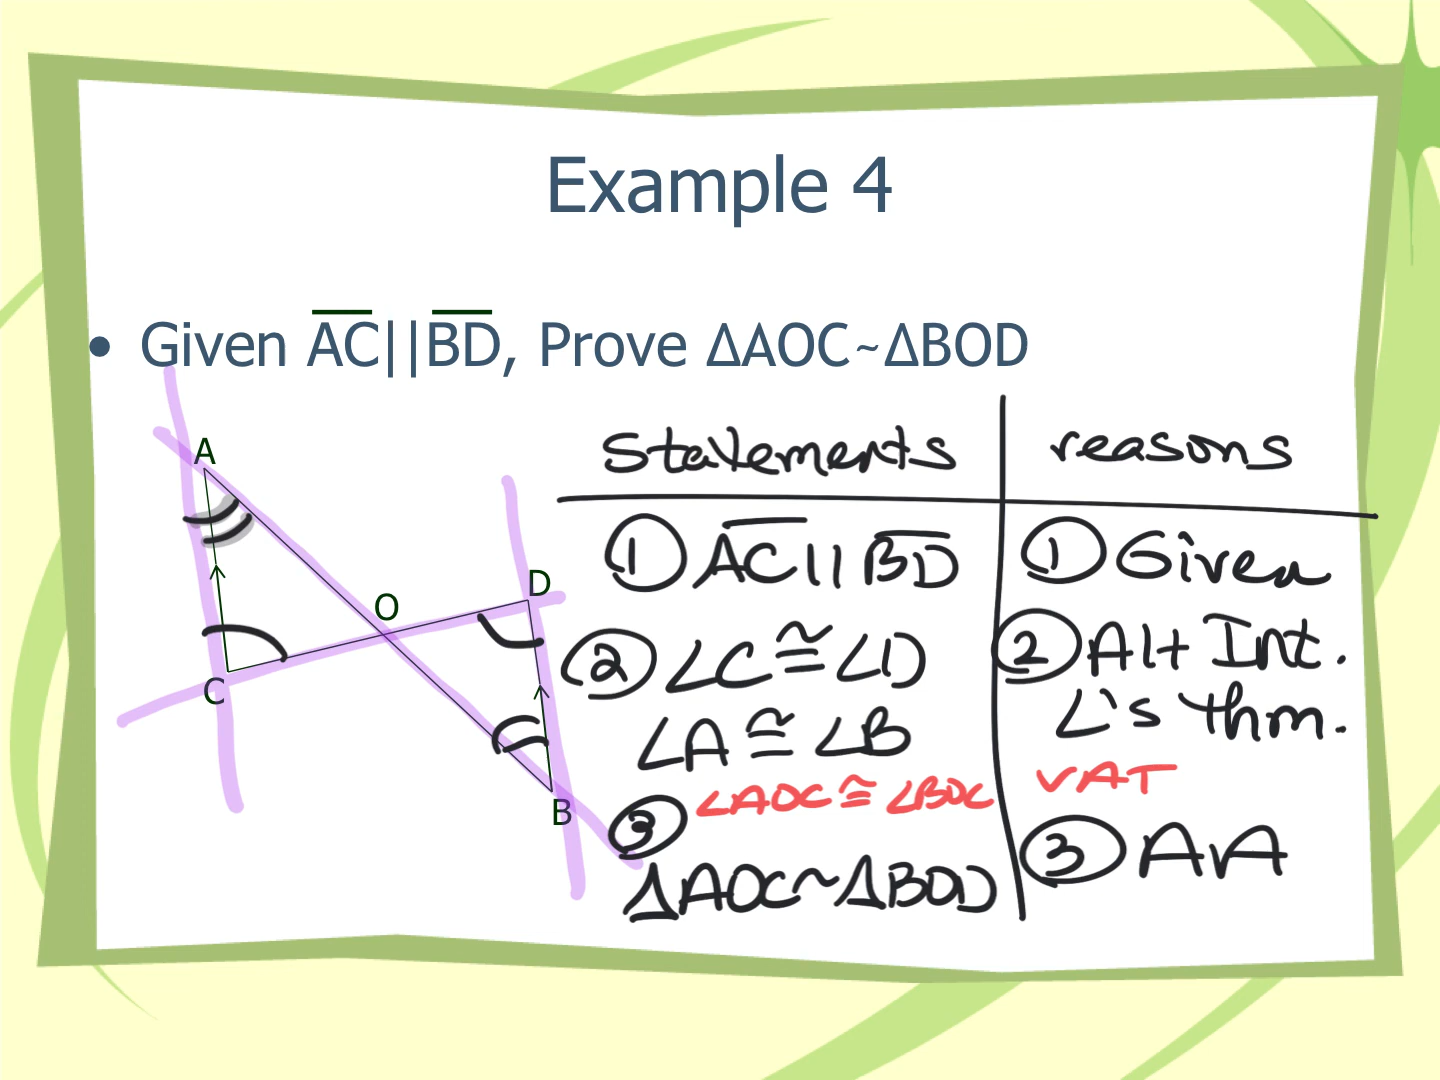 Example 4
• Given AC||BD, Prove ΔAOC~ΔBOD
A
O
D
C
B
Statements reasons
① AC || BD ① Given
② ∠C ≅ ∠D ② Alt Int.
∠A ≅ ∠B ∠'s Thm.
∠AOC ≅ ∠BOC VAT
③ ③ AA
ΔAOC ~ ΔBOD